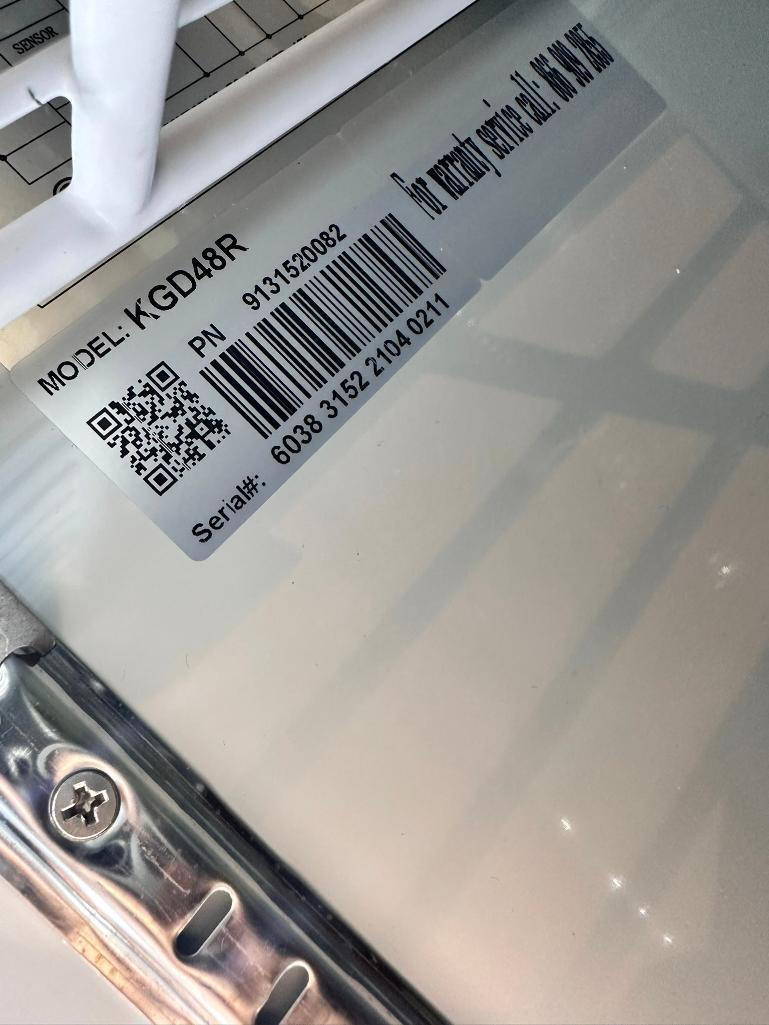 SENSOR
MODEL: KGD48R
PN 9131520082
Serial#: 6038 3152 2104 0211
For warranty service call: